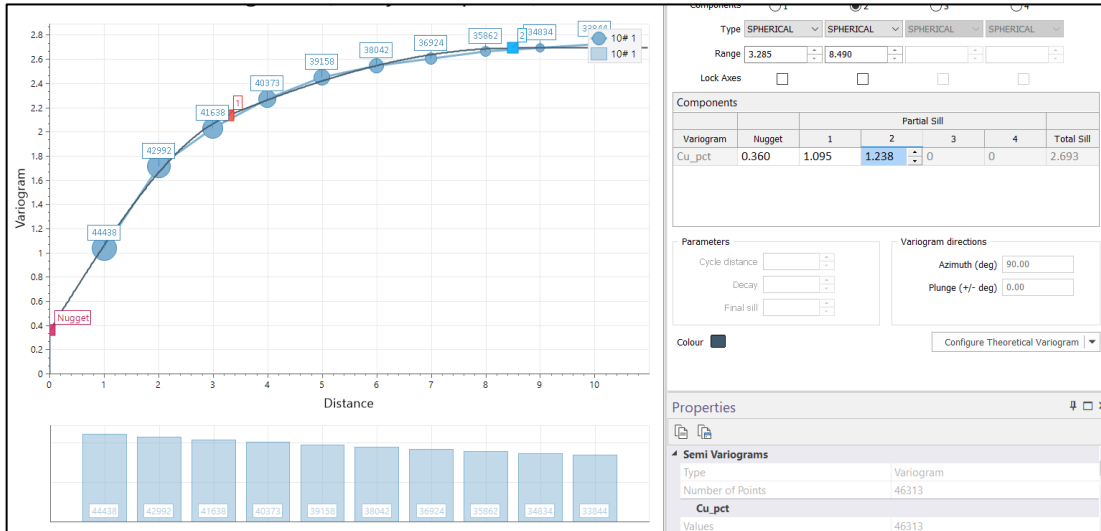 Components 1 2 3 4
Type SPHERICAL SPHERICAL SPHERICAL SPHERICAL
Range 3.285 8.490
Lock Axes
Components
Partial Sill
Variogram Nugget 1 2 3 4 Total Sill
Cu_pct 0.360 1.095 1.238 0 0 2.693
Parameters
Cycle distance
Decay
Final sill
Variogram directions
Azimuth (deg) 90.00
Plunge (+/- deg) 0.00
Colour
Configure Theoretical Variogram
Properties
Semi Variograms
Type Variogram
Number of Points 46313
Cu_pct
Values 46313
Variogram
2.8
2.6
2.4
2.2
2
1.8
1.6
1.4
1.2
1
0.8
0.6
0.4
0.2
0
0 1 2 3 4 5 6 7 8 9 10
Distance
Nugget
1
2
44438
42992
41638
40373
39158
38042
36924
35862
34834
33844
10# 1
10# 1
44438 42992 41638 40373 39158 38042 36924 35862 34834 33844